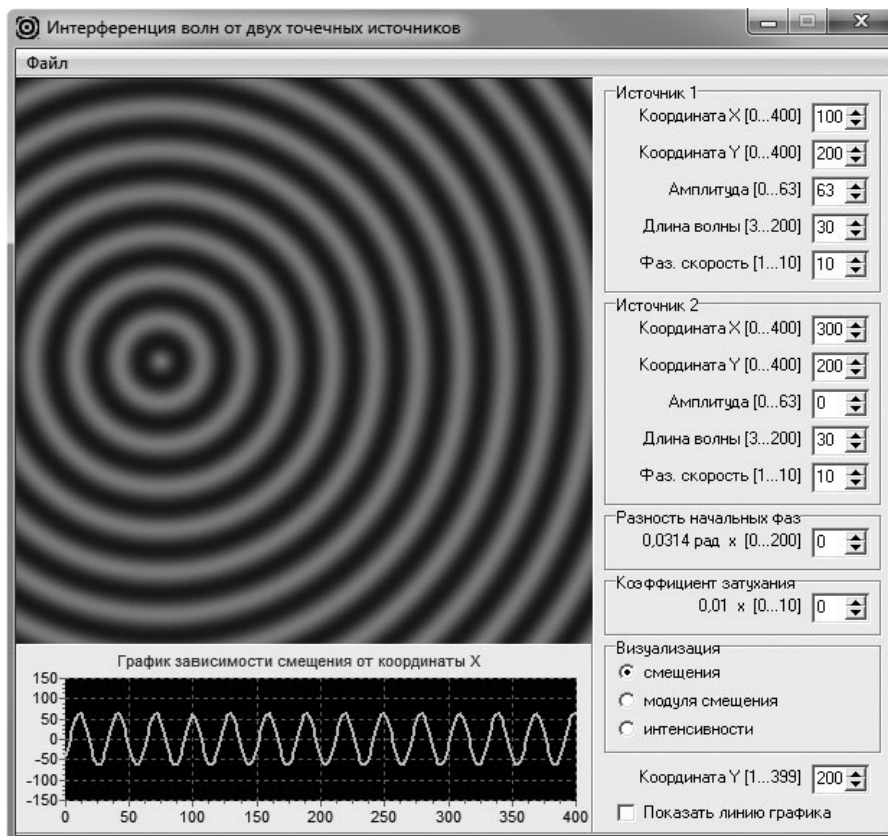 Интерференция волн от двух точечных источников
Файл
Источник 1
Координата X [0...400] 100
Координата Y [0...400] 200
Амплитуда [0...63] 63
Длина волны [3...200] 30
Фаз. скорость [1...10] 10
Источник 2
Координата X [0...400] 300
Координата Y [0...400] 200
Амплитуда [0...63] 0
Длина волны [3...200] 30
Фаз. скорость [1...10] 10
Разность начальных фаз
0,0314 рад х [0...200] 0
Коэффициент затухания
0,01 х [0...10] 0
Визуализация
смещения
модуля смещения
интенсивности
Координата Y [1...399] 200
Показать линию графика
График зависимости смещения от координаты X
150
100
50
0
-50
-100
-150
0 50 100 150 200 250 300 350 400